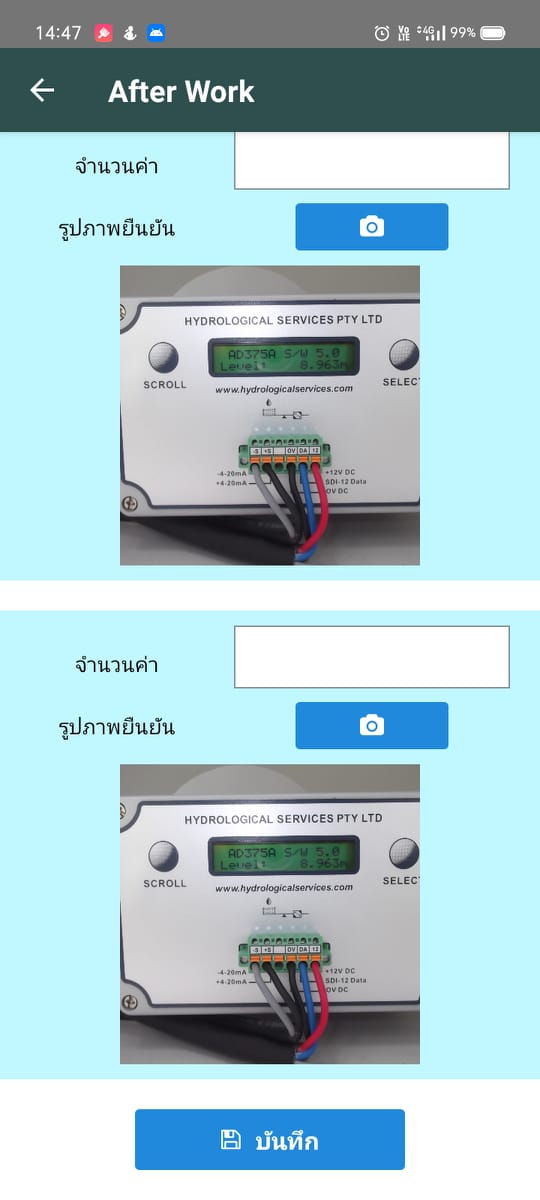 14:47
Vo LTE 4G 99%
After Work
จำนวนค่า
รูปภาพยืนยัน
HYDROLOGICAL SERVICES PTY LTD
AD375A S/W 5.0
Level: 8.963m
SCROLL
SELECT
www.hydrologicalservices.com
-S +S 0V DA 12
-4-20mA +12V DC
+4-20mA SDI-12 Data
0V DC
จำนวนค่า
รูปภาพยืนยัน
HYDROLOGICAL SERVICES PTY LTD
AD375A S/W 5.0
Level: 8.963m
SCROLL
SELECT
www.hydrologicalservices.com
-S +S 0V DA 12
-4-20mA +12V DC
+4-20mA SDI-12 Data
0V DC
บันทึก